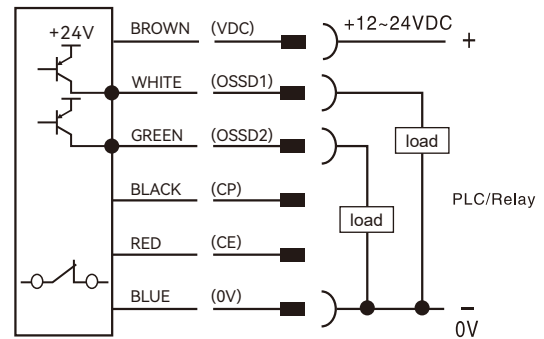 +24V BROWN (VDC) +12~24VDC +
WHITE (OSSD1)
load
GREEN (OSSD2)
BLACK (CP)
PLC/Relay
load
RED (CE)
BLUE (0V) −
0V